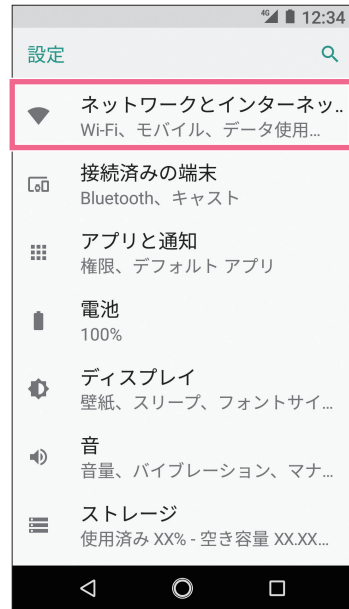 4G 12:34
設定
ネットワークとインターネッ..
Wi-Fi、モバイル、データ使用...
接続済みの端末
Bluetooth、キャスト
アプリと通知
権限、デフォルト アプリ
電池
100%
ディスプレイ
壁紙、スリープ、フォントサイ...
音
音量、バイブレーション、マナ...
ストレージ
使用済み XX% - 空き容量 XX.XX...